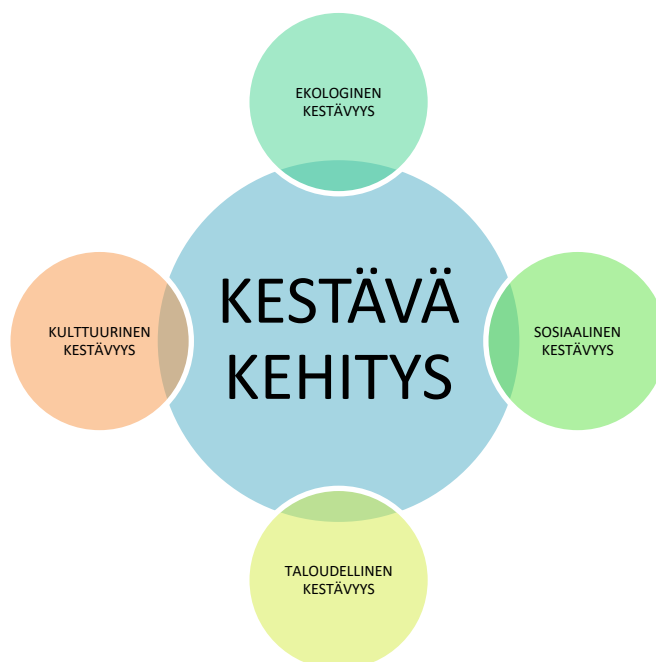 EKOLOGINEN
KESTÄVYYS
KESTÄVÄ
KEHITYS
KULTTUURINEN
KESTÄVYYS
SOSIAALINEN
KESTÄVYYS
TALOUDELLINEN
KESTÄVYYS